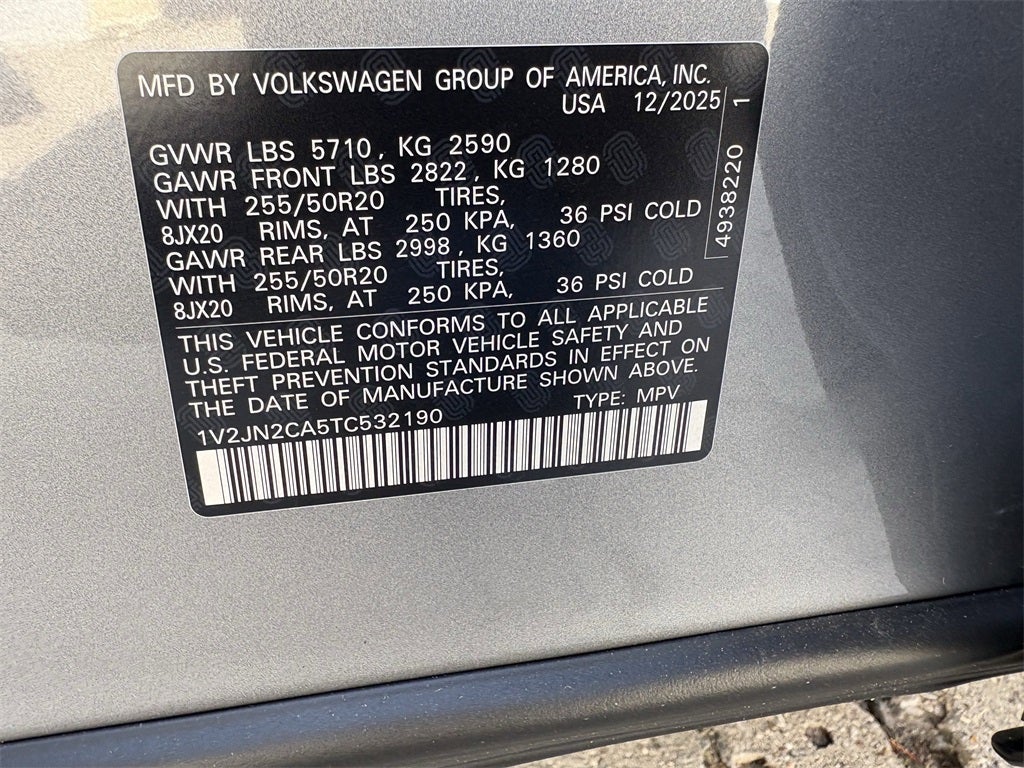 MFD BY VOLKSWAGEN GROUP OF AMERICA, INC.
USA 12/2025
GVWR LBS 5710, KG 2590
GAWR FRONT LBS 2822, KG 1280
WITH 255/50R20 TIRES,
8JX20 RIMS, AT 250 KPA, 36 PSI COLD
GAWR REAR LBS 2998, KG 1360
WITH 255/50R20 TIRES,
8JX20 RIMS, AT 250 KPA, 36 PSI COLD
THIS VEHICLE CONFORMS TO ALL APPLICABLE
U.S. FEDERAL MOTOR VEHICLE SAFETY AND
THEFT PREVENTION STANDARDS IN EFFECT ON
THE DATE OF MANUFACTURE SHOWN ABOVE.
1V2JN2CA5TC532190 TYPE: MPV
4938220 1